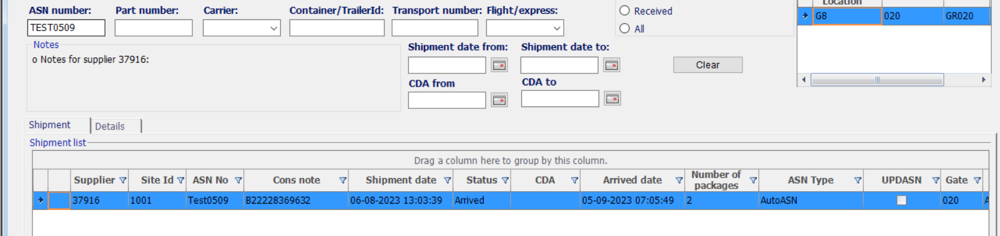 ASN number: Part number: Carrier: Container/TrailerId: Transport number: Flight/express:
TEST0509
Received
All
Location
G8 020 GR020
Notes
o Notes for supplier 37916:
Shipment date from: Shipment date to:
Clear
CDA from CDA to
Shipment Details
Shipment list
Drag a column here to group by this column.
Supplier Site Id ASN No Cons note Shipment date Status CDA Arrived date Number of packages ASN Type UPDASN Gate
37916 1001 Test0509 B22228369632 06-08-2023 13:03:39 Arrived 05-09-2023 07:05:49 2 AutoASN 020